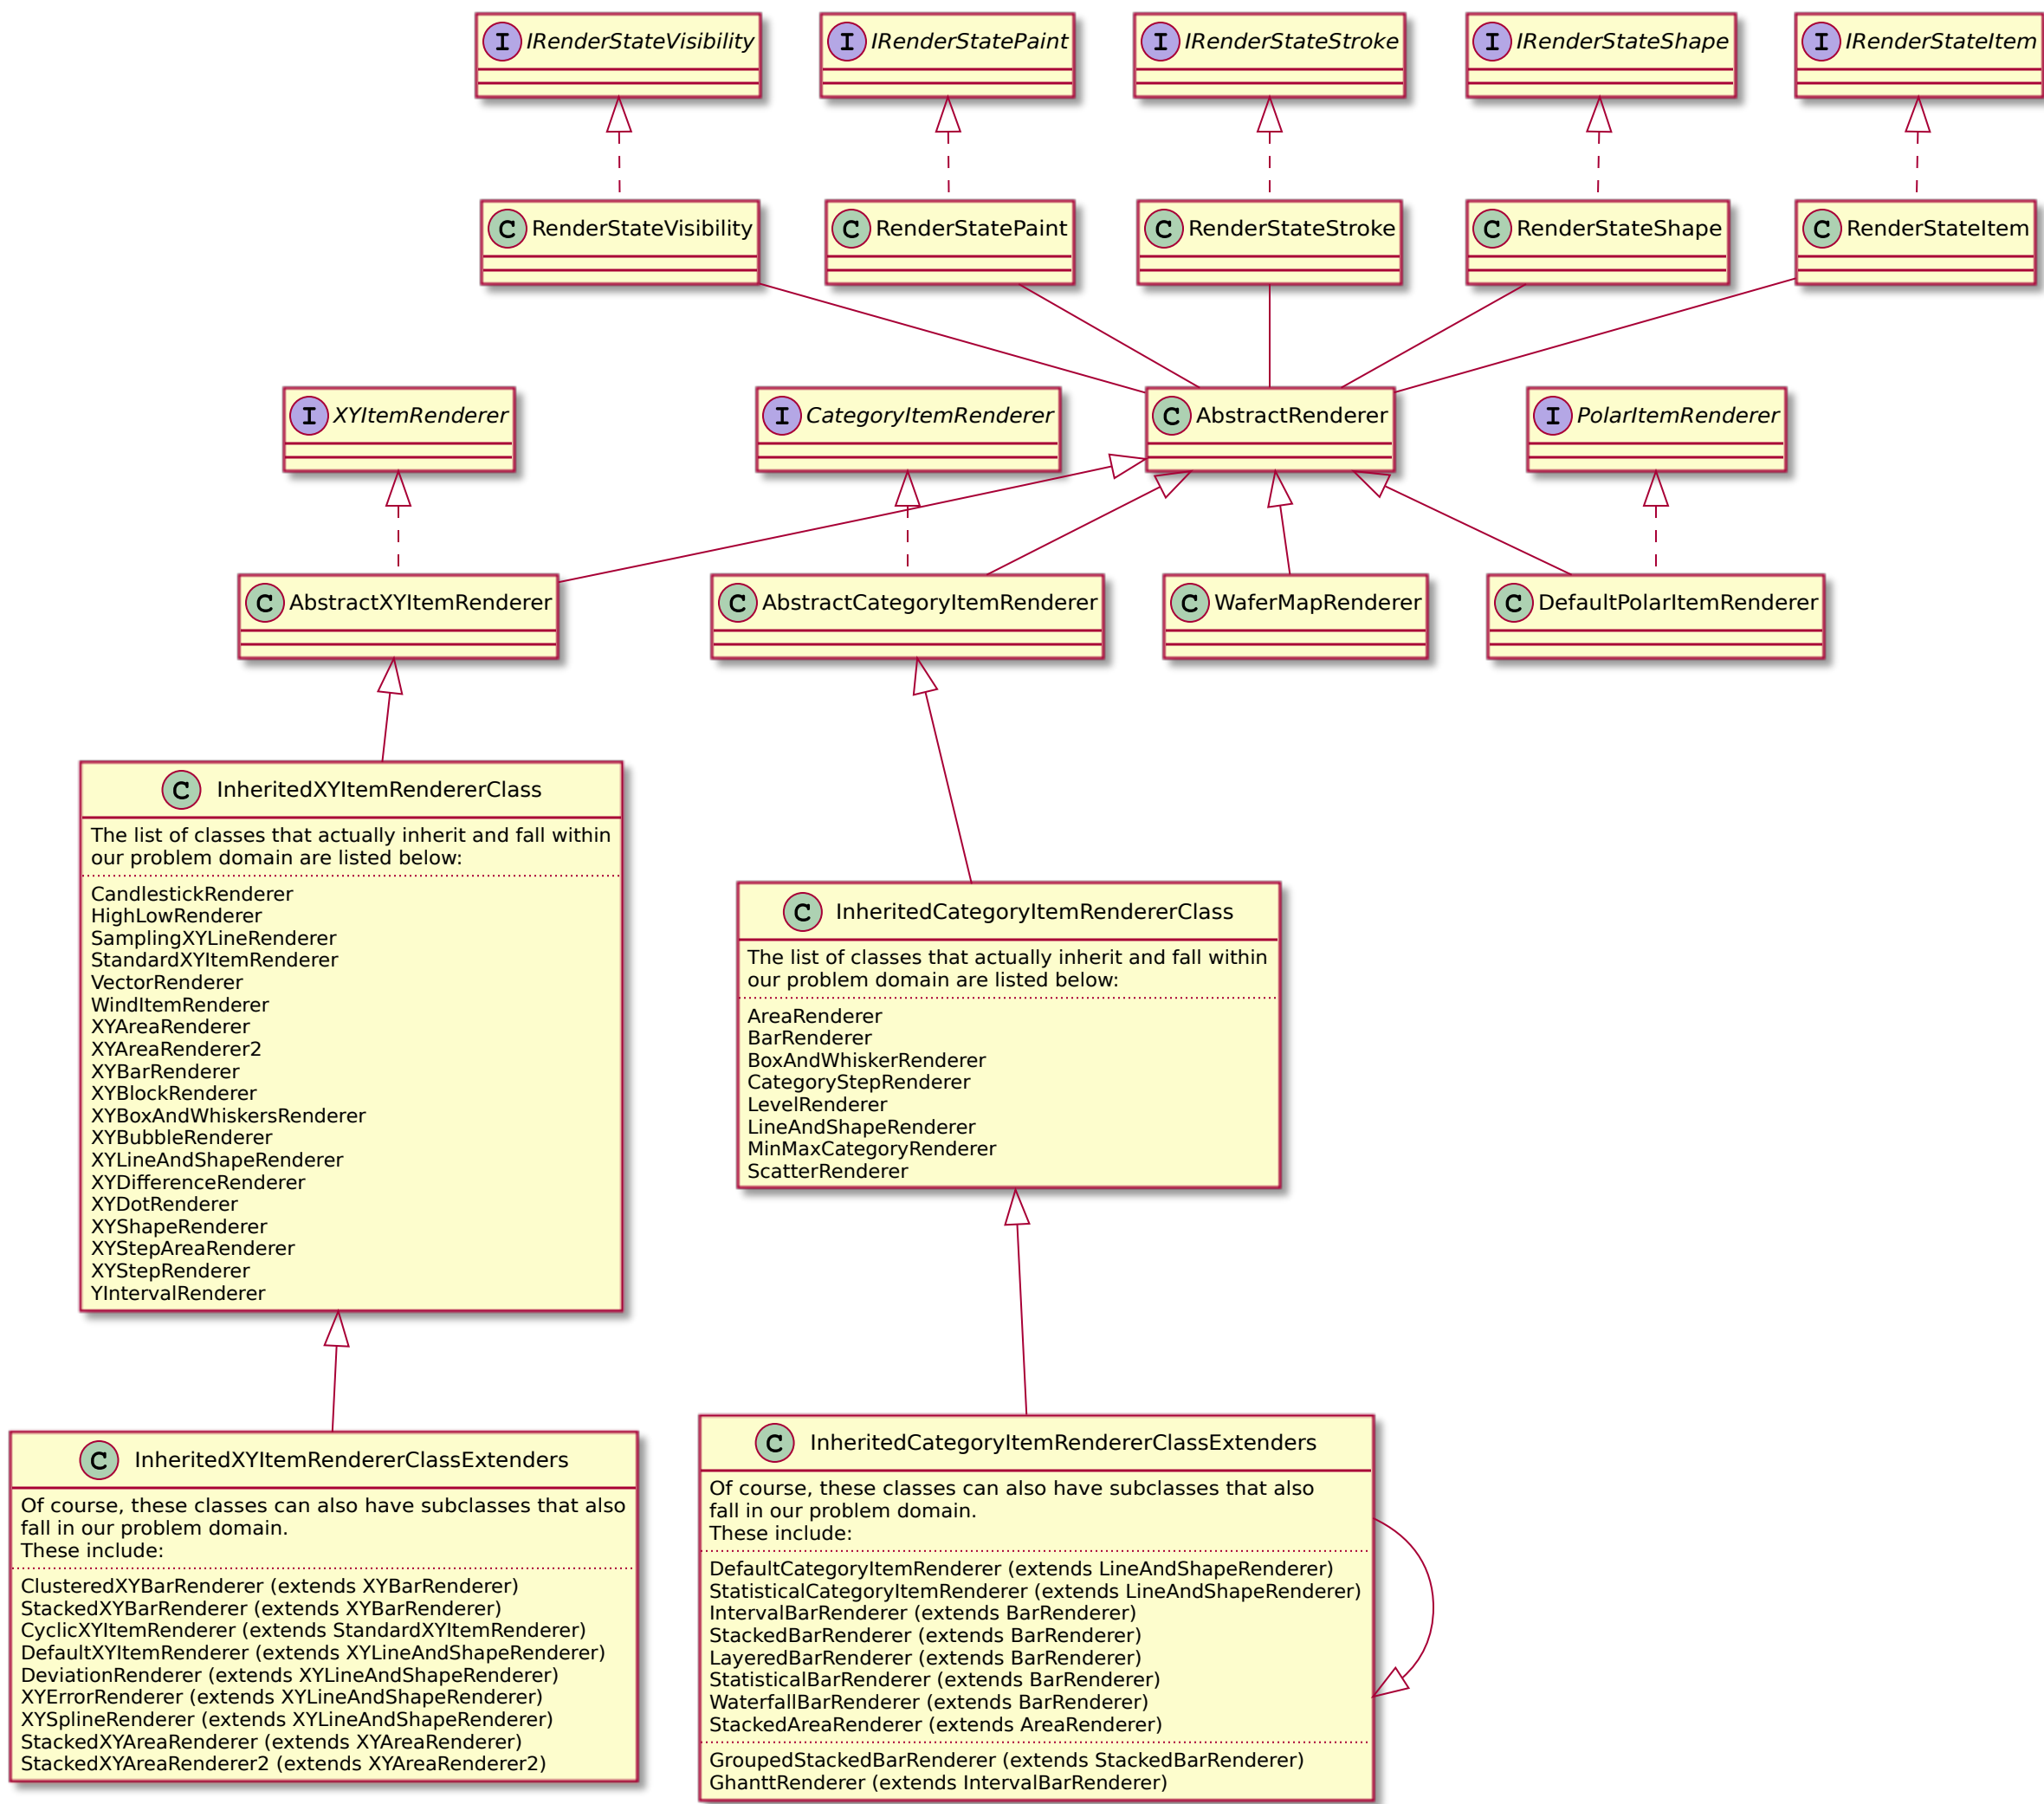 I IRenderStateVisibility
I IRenderStatePaint
I IRenderStateStroke
I IRenderStateShape
I IRenderStateItem
C RenderStateVisibility
C RenderStatePaint
C RenderStateStroke
C RenderStateShape
C RenderStateItem
I XYItemRenderer
I CategoryItemRenderer
C AbstractRenderer
I PolarItemRenderer
C AbstractXYItemRenderer
C AbstractCategoryItemRenderer
C WaferMapRenderer
C DefaultPolarItemRenderer
C InheritedXYItemRendererClass
The list of classes that actually inherit and fall within
our problem domain are listed below:
CandlestickRenderer
HighLowRenderer
SamplingXYLineRenderer
StandardXYItemRenderer
VectorRenderer
WindItemRenderer
XYAreaRenderer
XYAreaRenderer2
XYBarRenderer
XYBlockRenderer
XYBoxAndWhiskersRenderer
XYBubbleRenderer
XYLineAndShapeRenderer
XYDifferenceRenderer
XYDotRenderer
XYShapeRenderer
XYStepAreaRenderer
XYStepRenderer
YIntervalRenderer
C InheritedCategoryItemRendererClass
The list of classes that actually inherit and fall within
our problem domain are listed below:
AreaRenderer
BarRenderer
BoxAndWhiskerRenderer
CategoryStepRenderer
LevelRenderer
LineAndShapeRenderer
MinMaxCategoryRenderer
ScatterRenderer
C InheritedXYItemRendererClassExtenders
Of course, these classes can also have subclasses that also
fall in our problem domain.
These include:
ClusteredXYBarRenderer (extends XYBarRenderer)
StackedXYBarRenderer (extends XYBarRenderer)
CyclicXYItemRenderer (extends StandardXYItemRenderer)
DefaultXYItemRenderer (extends XYLineAndShapeRenderer)
DeviationRenderer (extends XYLineAndShapeRenderer)
XYErrorRenderer (extends XYLineAndShapeRenderer)
XYSplineRenderer (extends XYLineAndShapeRenderer)
StackedXYAreaRenderer (extends XYAreaRenderer)
StackedXYAreaRenderer2 (extends XYAreaRenderer2)
C InheritedCategoryItemRendererClassExtenders
Of course, these classes can also have subclasses that also
fall in our problem domain.
These include:
DefaultCategoryItemRenderer (extends LineAndShapeRenderer)
StatisticalCategoryItemRenderer (extends LineAndShapeRenderer)
IntervalBarRenderer (extends BarRenderer)
StackedBarRenderer (extends BarRenderer)
LayeredBarRenderer (extends BarRenderer)
StatisticalBarRenderer (extends BarRenderer)
WaterfallBarRenderer (extends BarRenderer)
StackedAreaRenderer (extends AreaRenderer)
GroupedStackedBarRenderer (extends StackedBarRenderer)
GhanttRenderer (extends IntervalBarRenderer)